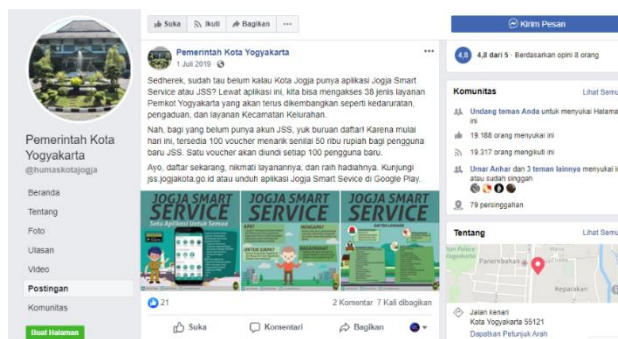 Suka Ikuti Bagikan ...
Kirim Pesan
Pemerintah Kota Yogyakarta
1 Juli 2019
Sedherek, sudah tau belum kalau Kota Jogja punya aplikasi Jogja Smart
Service atau JSS? Lewat aplikasi ini, kita bisa mengakses 38 jenis layanan
Pemkot Yogyakarta yang akan terus dikembangkan seperti kedaruratan,
pengaduan, dan layanan Kecamatan Kelurahan.
Nah, bagi yang belum punya akun JSS, yuk buruan daftar! Karena mulai
hari ini, tersedia 100 voucher menarik senilai 50 ribu rupiah bagi pengguna
baru JSS. Satu voucher akan diundi setiap 100 pengguna baru.
Ayo, daftar sekarang, nikmati layanannya, dan raih hadiahnya. Kunjungi
jss.jogjakota.go.id atau unduh aplikasi Jogja Smart Sevice di Google Play.
JOGJA SMART
SERVICE
Satu Aplikasi Untuk Semua
JOGJA SMART
SERVICE
JOGJA SMART
SERVICE
21
2 Komentar 7 Kali dibagikan
Suka Komentari Bagikan
Pemerintah Kota
Yogyakarta
@humaskotajogja
Beranda
Tentang
Foto
Ulasan
Video
Postingan
Komunitas
Buat Halaman
4,8 4,8 dari 5 · Berdasarkan opini 8 orang
Komunitas Lihat Semu
Undang teman Anda untuk menyukai Halama
ini
19.188 orang menyukai ini
19.317 orang mengikuti ini
Umar Anhar dan 3 teman lainnya menyukai i
atau sudah singgah
79 persinggahan
Tentang Lihat Semu
Panembahan
Keparakan
Jalan kenari
Kota Yogyakarta 55121
Dapatkan Petunjuk Arah